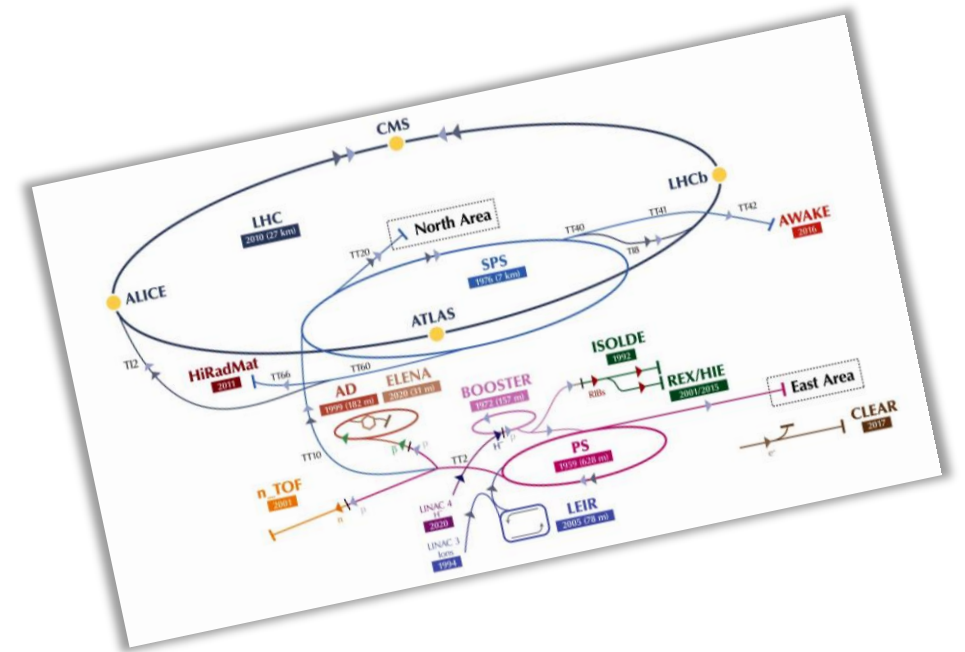 CMS
LHCb
LHC
2010 (27 km)
North Area
TT20
TT40
TT41
TT42
AWAKE
2016
TI8
SPS
1976 (7 km)
ALICE
ATLAS
TI2
HiRadMat
2011
TT66
TT60
AD
1999 (182 m)
ELENA
2020 (31 m)
BOOSTER
1972 (157 m)
ISOLDE
1992
RIBs
REX/HIE
2001/2015
East Area
CLEAR
2017
e-
TT10
TT2
H-
p
p
PS
1959 (628 m)
n_TOF
2001
n
p
LINAC 4
H-
2020
LINAC 3
Ions
1994
LEIR
2005 (78 m)